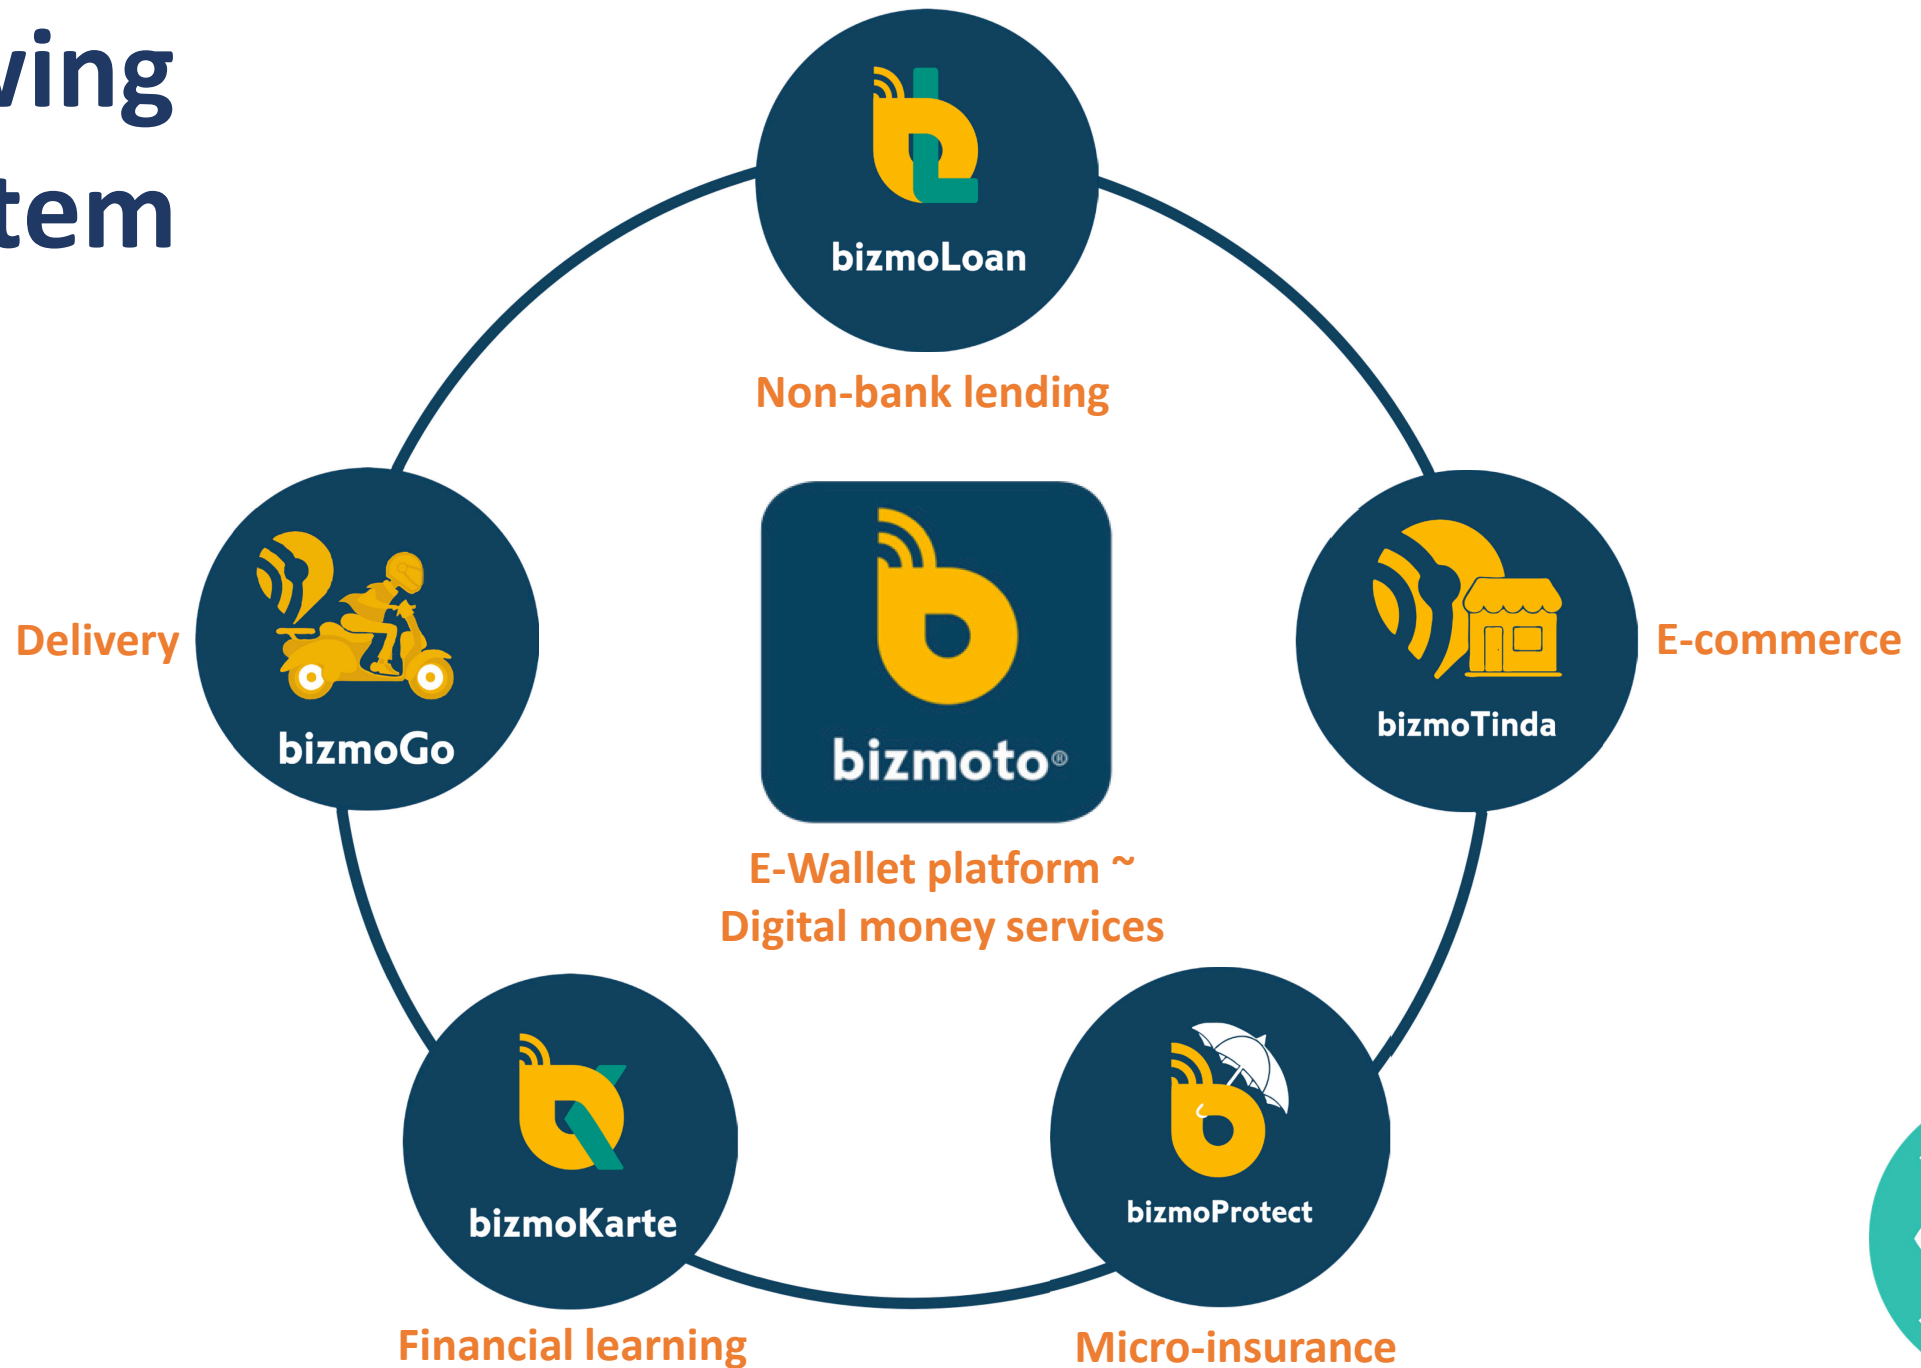 ving
tem
bizmoLoan
Non-bank lending
Delivery
bizmoGo
bizmoto®
E-commerce
bizmoTinda
E-Wallet platform ~
Digital money services
bizmoKarte
Financial learning
bizmoProtect
Micro-insurance